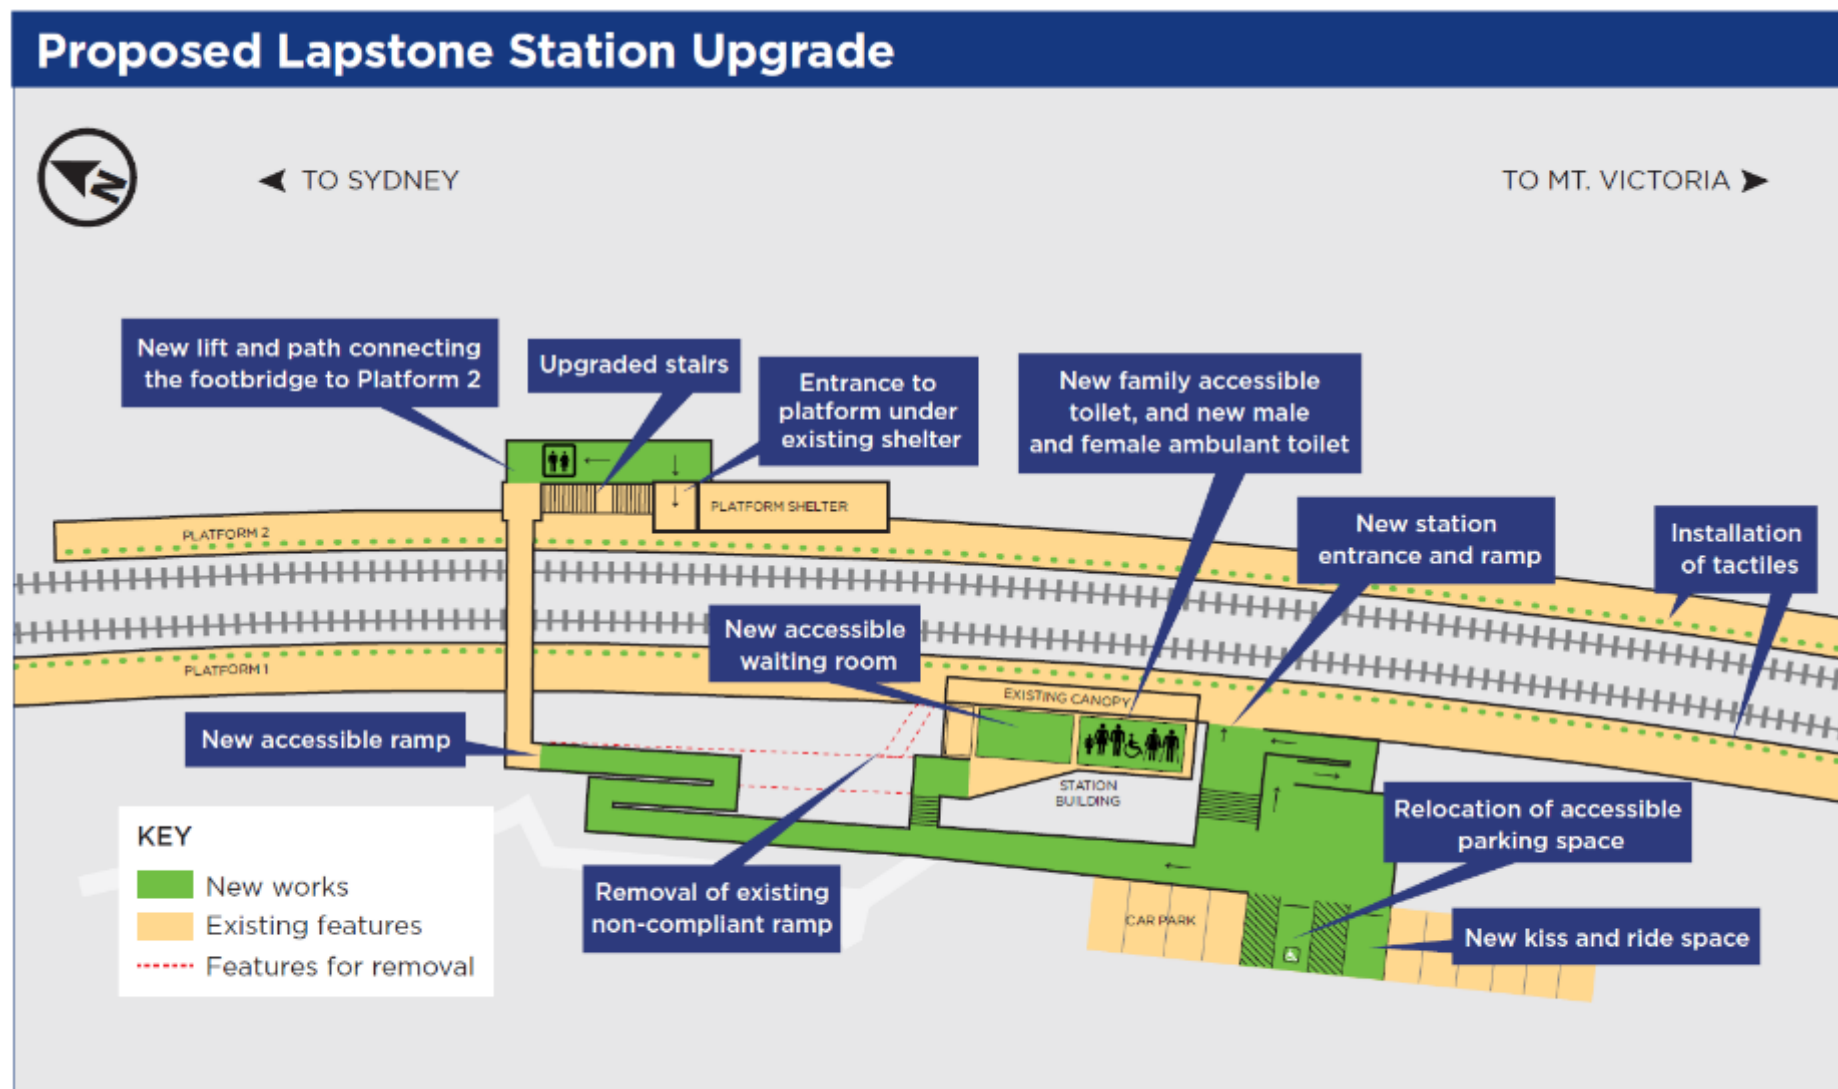 Proposed Lapstone Station Upgrade
N
TO SYDNEY
TO MT. VICTORIA
New lift and path connecting
the footbridge to Platform 2
Upgraded stairs
Entrance to
platform under
existing shelter
New family accessible
toilet, and new male
and female ambulant toilet
PLATFORM SHELTER
New station
entrance and ramp
Installation
of tactiles
PLATFORM 2
New accessible
waiting room
PLATFORM 1
EXISTING CANOPY
New accessible ramp
STATION
BUILDING
Relocation of accessible
parking space
KEY
New works
Existing features
Features for removal
Removal of existing
non-compliant ramp
CAR PARK
New kiss and ride space